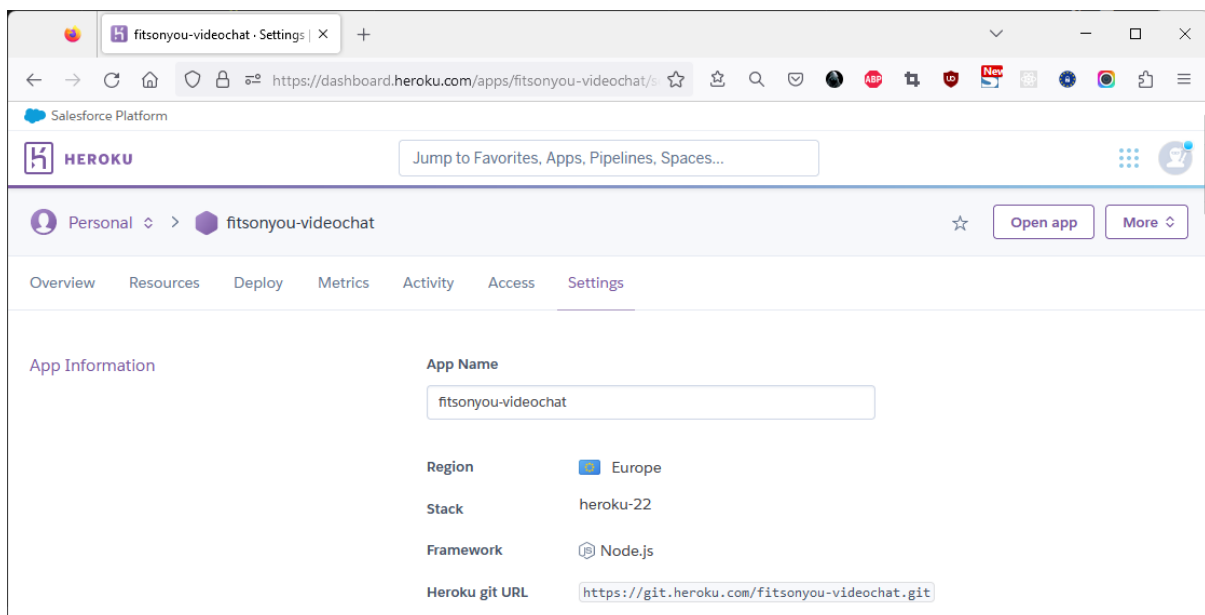 fitsonyou-videochat · Settings |
https://dashboard.heroku.com/apps/fitsonyou-videochat/s
ABP
UD
New
Salesforce Platform
HEROKU
Jump to Favorites, Apps, Pipelines, Spaces...
Personal > fitsonyou-videochat
Open app
More
Overview Resources Deploy Metrics Activity Access Settings
App Information
App Name
fitsonyou-videochat
Region Europe
Stack heroku-22
Framework JS Node.js
Heroku git URL https://git.heroku.com/fitsonyou-videochat.git